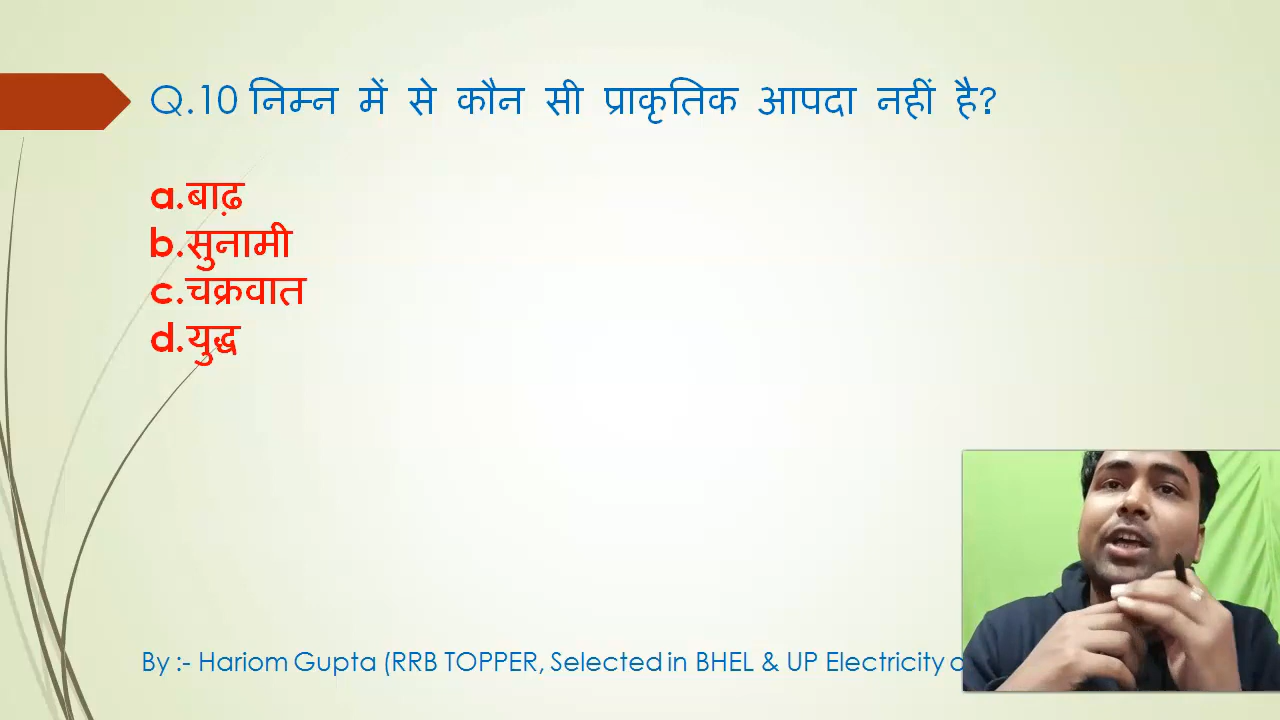 Q.10 निम्न में से कौन सी प्राकृतिक आपदा नहीं है?
a.बाढ़
b.सुनामी
c.चक्रवात
d.युद्ध
By :- Hariom Gupta (RRB TOPPER, Selected in BHEL & UP Electricity